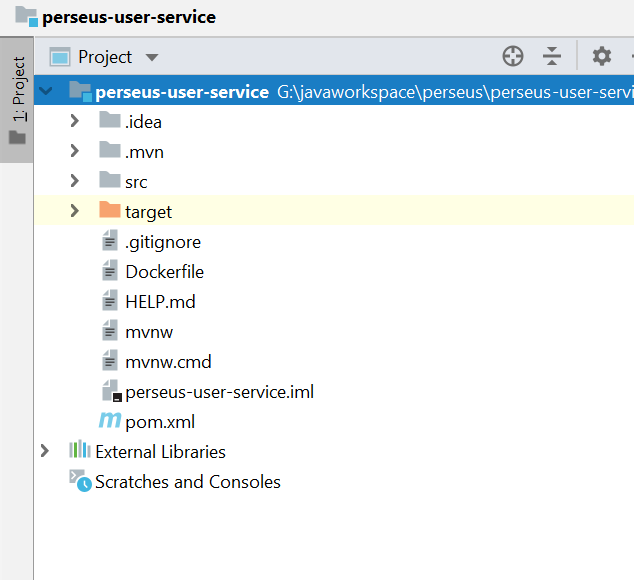 perseus-user-service
Project
1: Project
perseus-user-service G:\javaworkspace\perseus\perseus-user-servi
.idea
.mvn
src
target
.gitignore
Dockerfile
HELP.md
mvnw
mvnw.cmd
perseus-user-service.iml
pom.xml
External Libraries
Scratches and Consoles